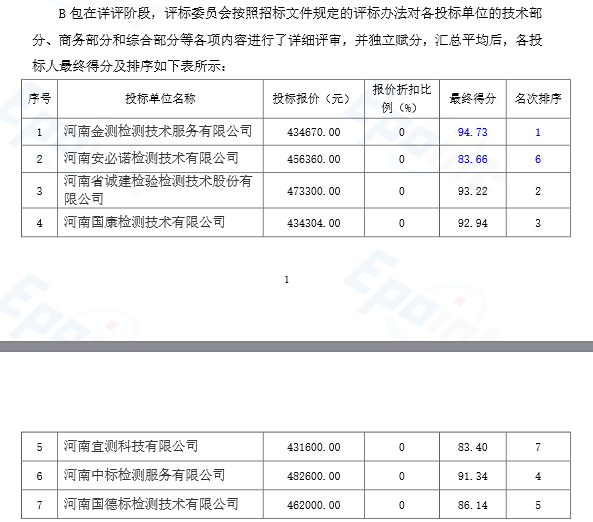 B 包在详评阶段，评标委员会按照招标文件规定的评标办法对各投标单位的技术部
分、商务部分和综合部分等各项内容进行了详细评审，并独立赋分，汇总平均后，各投
标人最终得分及排序如下表所示：
序号 投标单位名称 投标报价（元） 报价折扣比例（%） 最终得分 名次排序
1 河南金测检测技术服务有限公司 434670.00 0 94.73 1
2 河南安必诺检测技术有限公司 456360.00 0 83.66 6
3 河南省诚建检验检测技术股份有限公司 473300.00 0 93.22 2
4 河南国康检测技术有限公司 434304.00 0 92.94 3
1
Epoint
5 河南宜测科技有限公司 431600.00 0 83.40 7
6 河南中标检测服务有限公司 482600.00 0 91.34 4
7 河南国德标检测技术有限公司 462000.00 0 86.14 5